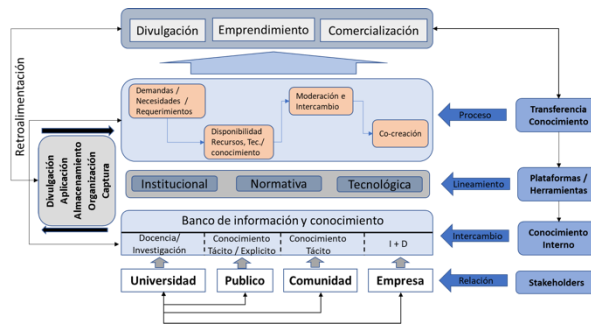 Divulgación
Emprendimiento
Comercialización
Retroalimentación
Demandas /
Necesidades /
Requerimientos
Disponibilidad
Recursos, Tec./
conocimiento
Moderación e
Intercambio
Co-creación
Proceso
Transferencia
Conocimiento
Divulgación
Aplicación
Almacenamiento
Organización
Captura
Institucional
Normativa
Tecnológica
Lineamiento
Plataformas /
Herramientas
Banco de información y conocimiento
Docencia/
Investigación
Conocimiento
Tácito / Explicito
Conocimiento
Tácito
I + D
Intercambio
Conocimiento
Interno
Universidad
Publico
Comunidad
Empresa
Relación
Stakeholders